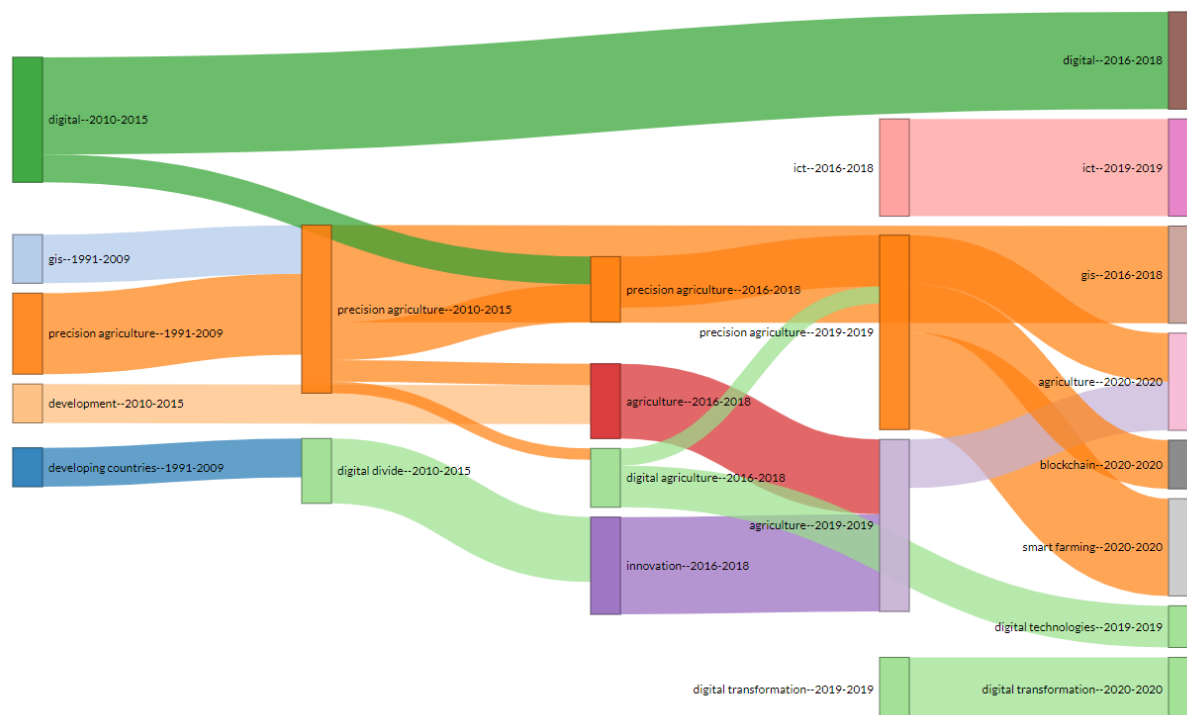 digital--2016-2018
digital--2010-2015
ict--2016-2018
ict--2019-2019
gis--1991-2009
gis--2016-2018
precision agriculture--2016-2018
precision agriculture--2010-2015
precision agriculture--1991-2009
precision agriculture--2019-2019
agriculture--2020-2020
development--2010-2015
agriculture--2016-2018
blockchain--2020-2020
developing countries--1991-2009
digital divide--2010-2015
digital agriculture--2016-2018
agriculture--2019-2019
smart farming--2020-2020
innovation--2016-2018
digital technologies--2019-2019
digital transformation--2019-2019
digital transformation--2020-2020